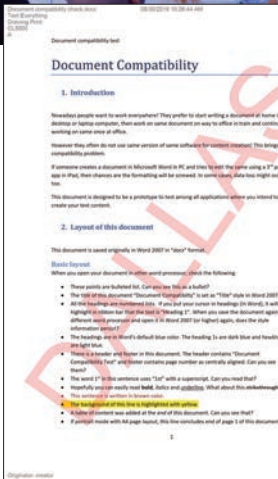 Document compatibility check.docx 08/30/2019 10:28:44 AM
Test Everything
Drawing Print
CLSDDS
A
Document compatibility test
Document Compatibility
1. Introduction
Nowadays people want to work everywhere! They prefer to start writing a document at home i
desktop or laptop computer, then work on same document on way to office in train and contin
working on same once at office.
However they often do not use same version of same software for content creation! This bring
compatibility problem.
If someone creates a document in Microsoft Word in PC and tries to edit the same using a 3rd p
app in iPad, then chances are the formatting will be screwed. In some cases, data loss might oc
too.
This document is designed to be a prototype to test among all applications where you intend to
create your text content.
2. Layout of this document
This document is saved originally in Word 2007 in "docx" format.
Basic layout
When you open your document in other word processor, check the following:
• These points are bulleted list. Can you see this as a bullet?
• The title of this document "Document Compatibility" is set as "Title" style in Word 2007
• All the headings are numbered lists. If you put your cursor in headings (in Word), it will
highlight in ribbon bar that the text is "Heading 1". When you save the document again
different word processor and open it in Word 2007 (or higher) again, does the style
information persist?
• The headings are in Word's default blue color. The heading 1s are dark blue and headin
are light blue.
• There is a header and footer in this document. The header contains "Document
Compatibility Test" and footer contains page number as centrally aligned. Can you see
them?
• The word 1st in this sentence uses "1st" with a superscript. Can you read that?
• Hopefully you can easily read bold, italics and underline. What about this strikethrough
• This sentence is written in brown color.
• The background of this line is highlighted with yellow.
• A table of content was added at the end of this document. Can you see that?
• If portrait mode with A4 page layout, this line concludes end of page 1 of this document
1
DALLAS
Originator: creator